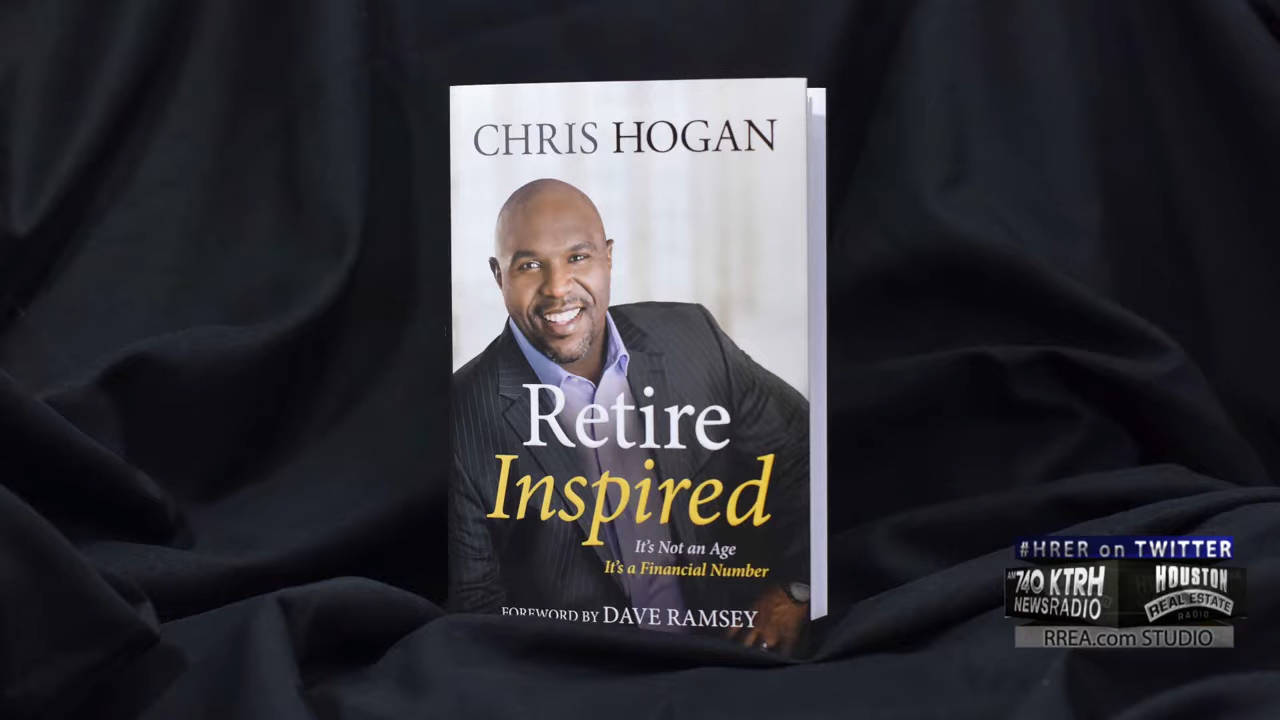 CHRIS HOGAN
Retire
Inspired
It's Not an Age
It's a Financial Number
FOREWORD BY DAVE RAMSEY
#HRER on TWITTER
AM 740 KTRH
NEWSRADIO
HOUSTON
REAL ESTATE
RADIO
RREA.com STUDIO